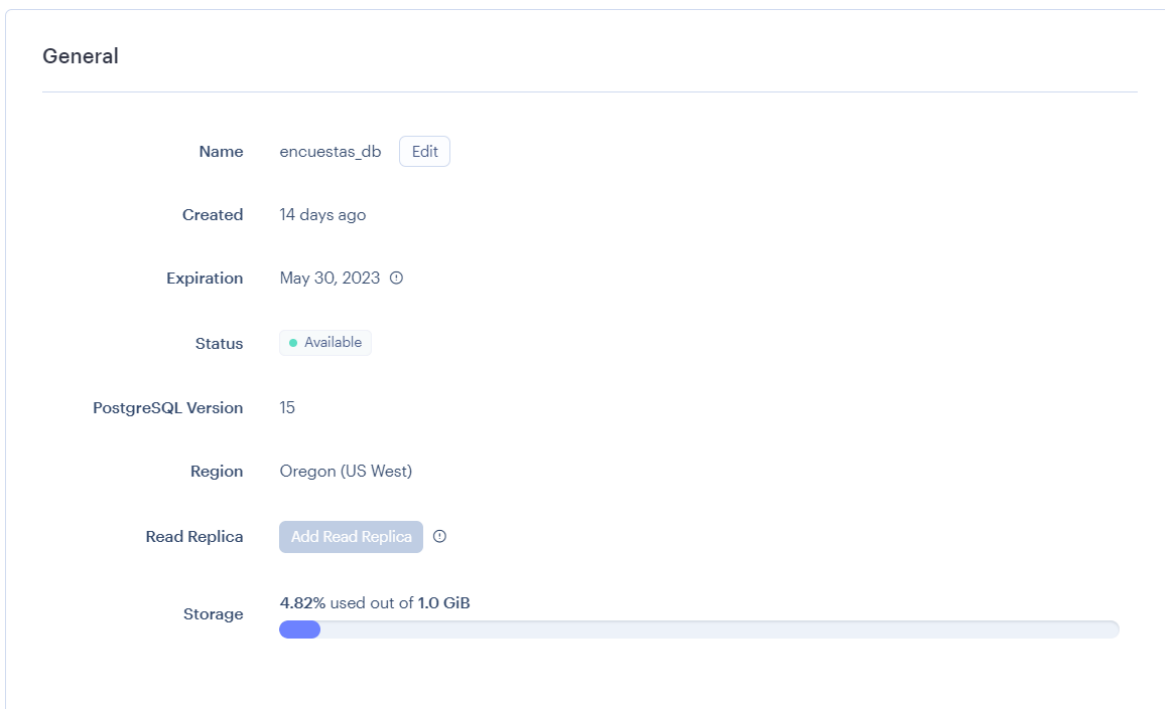 General
Name encuestas_db Edit
Created 14 days ago
Expiration May 30, 2023
Status Available
PostgreSQL Version 15
Region Oregon (US West)
Read Replica Add Read Replica
Storage 4.82% used out of 1.0 GiB